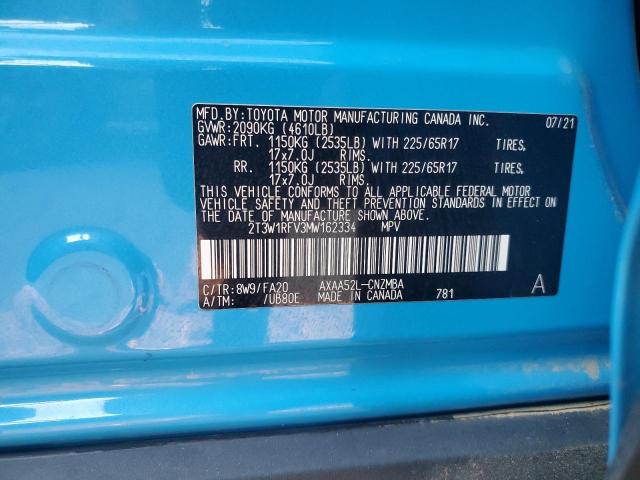 MFD.BY:TOYOTA MOTOR MANUFACTURING CANADA INC. 07/21
GVWR:2090KG (4610LB)
GAWR:FRT. 1150KG (2535LB) WITH 225/65R17 TIRES,
17x7.0J RIMS.
RR. 1150KG (2535LB) WITH 225/65R17 TIRES,
17x7.0J RIMS.
THIS VEHICLE CONFORMS TO ALL APPLICABLE FEDERAL MOTOR
VEHICLE SAFETY AND THEFT PREVENTION STANDARDS IN EFFECT ON
THE DATE OF MANUFACTURE SHOWN ABOVE.
2T3W1RFV3MW162334 MPV
C/TR:8W9/FA20 AXAA52L-CNZMBA
A/TM: /UB80E MADE IN CANADA 781 A